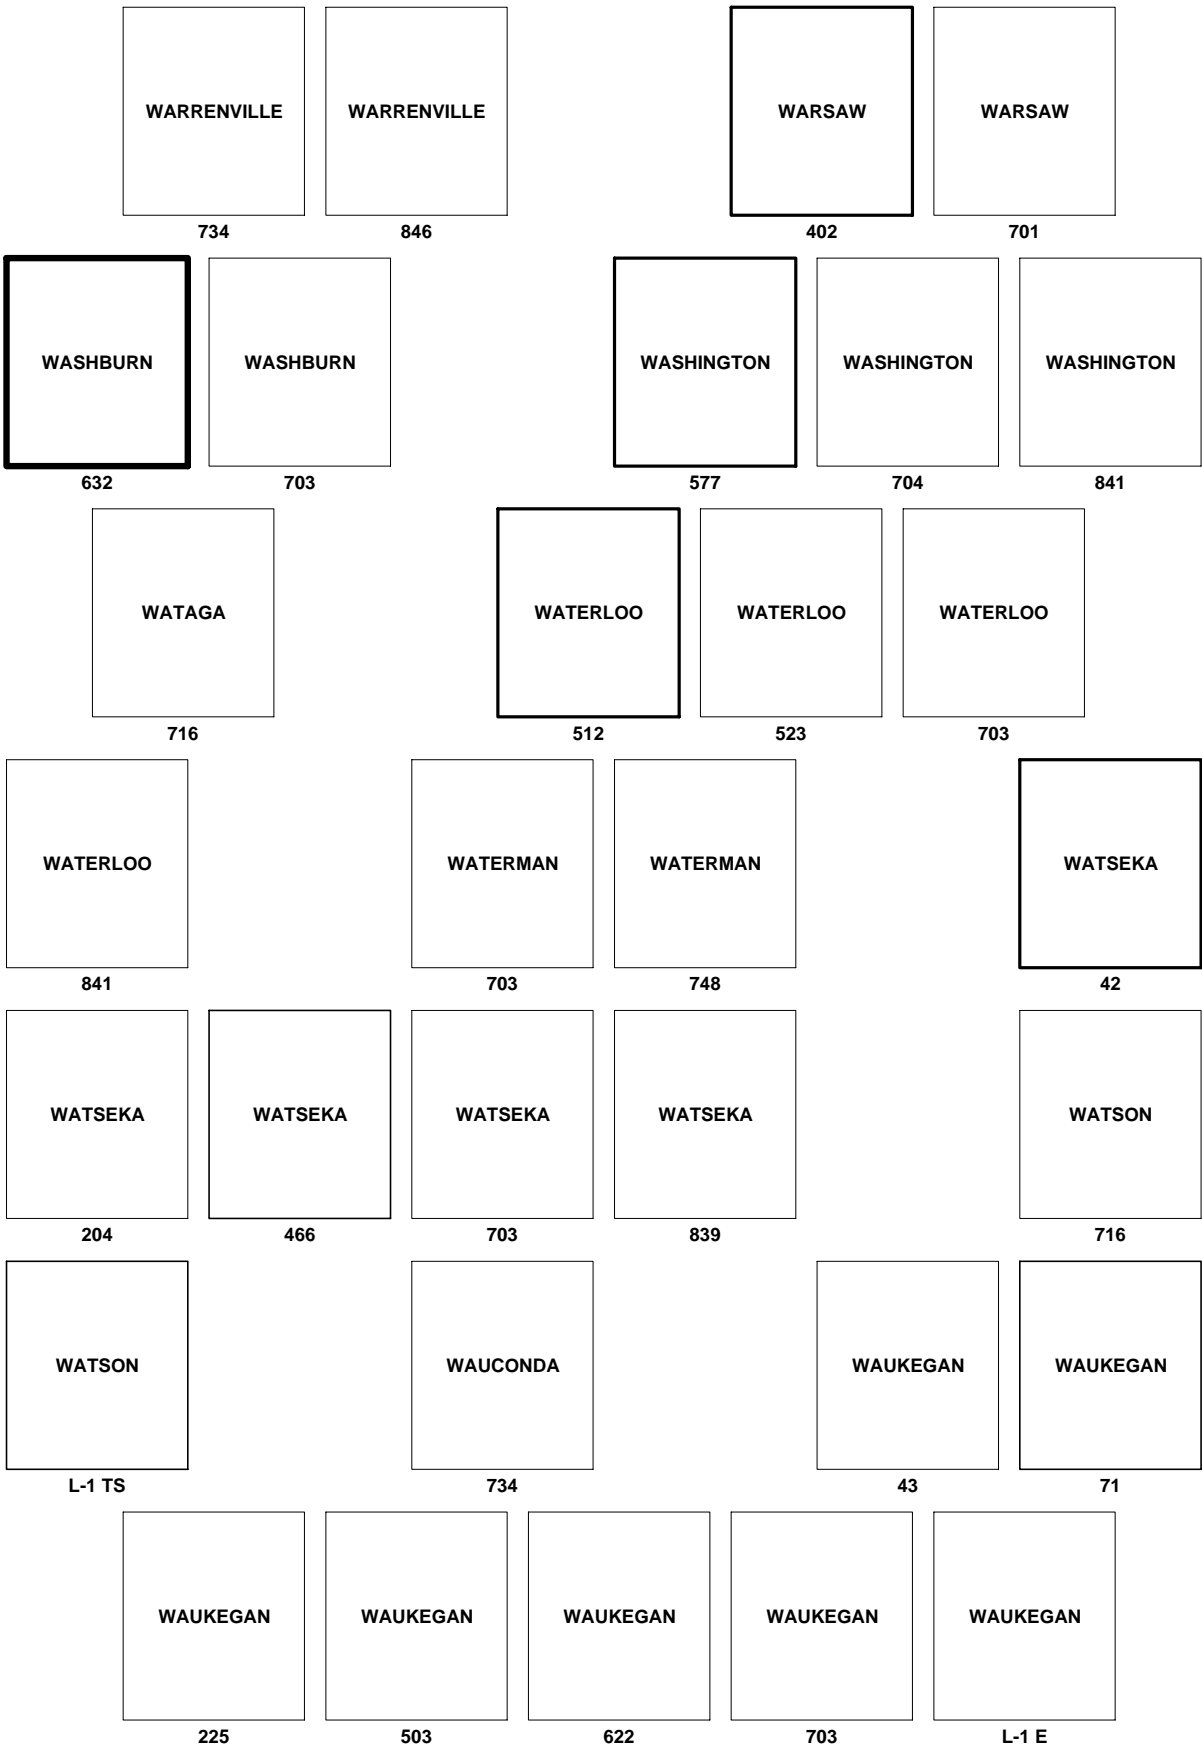 WARRENVILLE WARRENVILLE WARSAW WARSAW
734 846 402 701
WASHBURN WASHBURN WASHINGTON WASHINGTON WASHINGTON
632 703 577 704 841
WATAGA WATERLOO WATERLOO WATERLOO
716 512 523 703
WATERLOO WATERMAN WATERMAN WATSEKA
841 703 748 42
WATSEKA WATSEKA WATSEKA WATSEKA WATSON
204 466 703 839 716
WATSON WAUCONDA WAUKEGAN WAUKEGAN
L-1 TS 734 43 71
WAUKEGAN WAUKEGAN WAUKEGAN WAUKEGAN WAUKEGAN
225 503 622 703 L-1 E